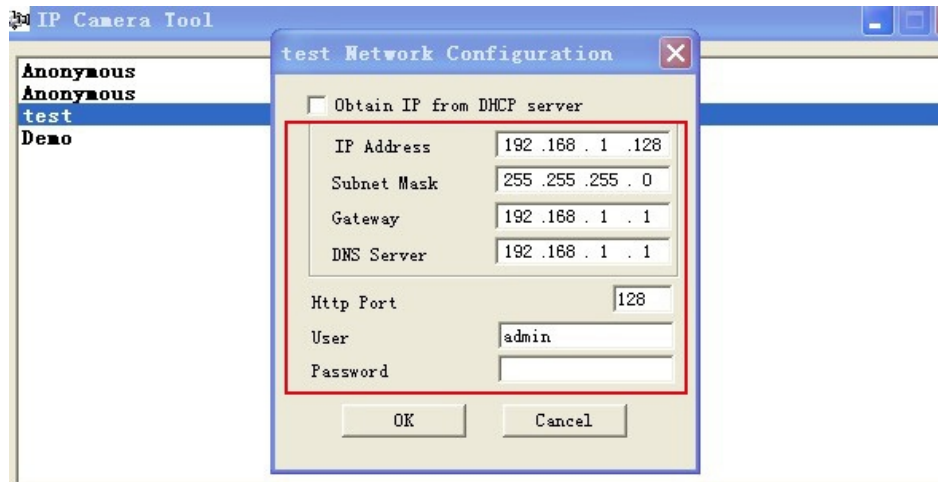 IP Camera Tool
Anonymous
Anonymous
test
Demo
test Network Configuration
Obtain IP from DHCP server
IP Address 192 .168 . 1 .128
Subnet Mask 255 .255 .255 . 0
Gateway 192 .168 . 1 . 1
DNS Server 192 .168 . 1 . 1
Http Port 128
User admin
Password
OK Cancel